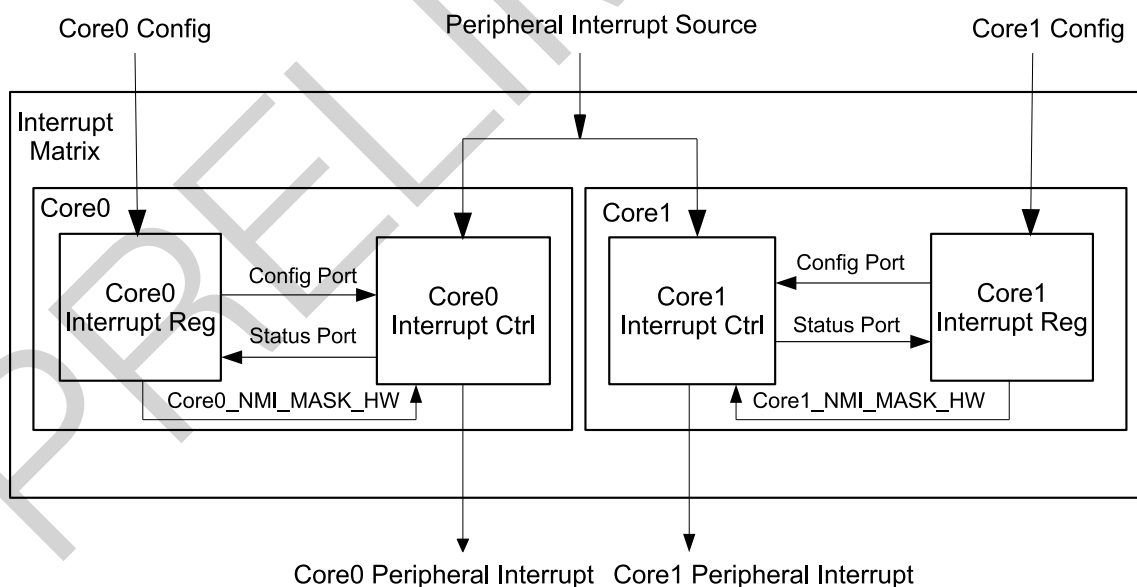 Core0 Config
Peripheral Interrupt Source
Core1 Config
Interrupt
Matrix
Core0
Core0
Interrupt Reg
Config Port
Status Port
Core0
Interrupt Ctrl
Core0_NMI_MASK_HW
Core1
Core1
Interrupt Ctrl
Config Port
Status Port
Core1
Interrupt Reg
Core1_NMI_MASK_HW
Core0 Peripheral Interrupt
Core1 Peripheral Interrupt
PRELI